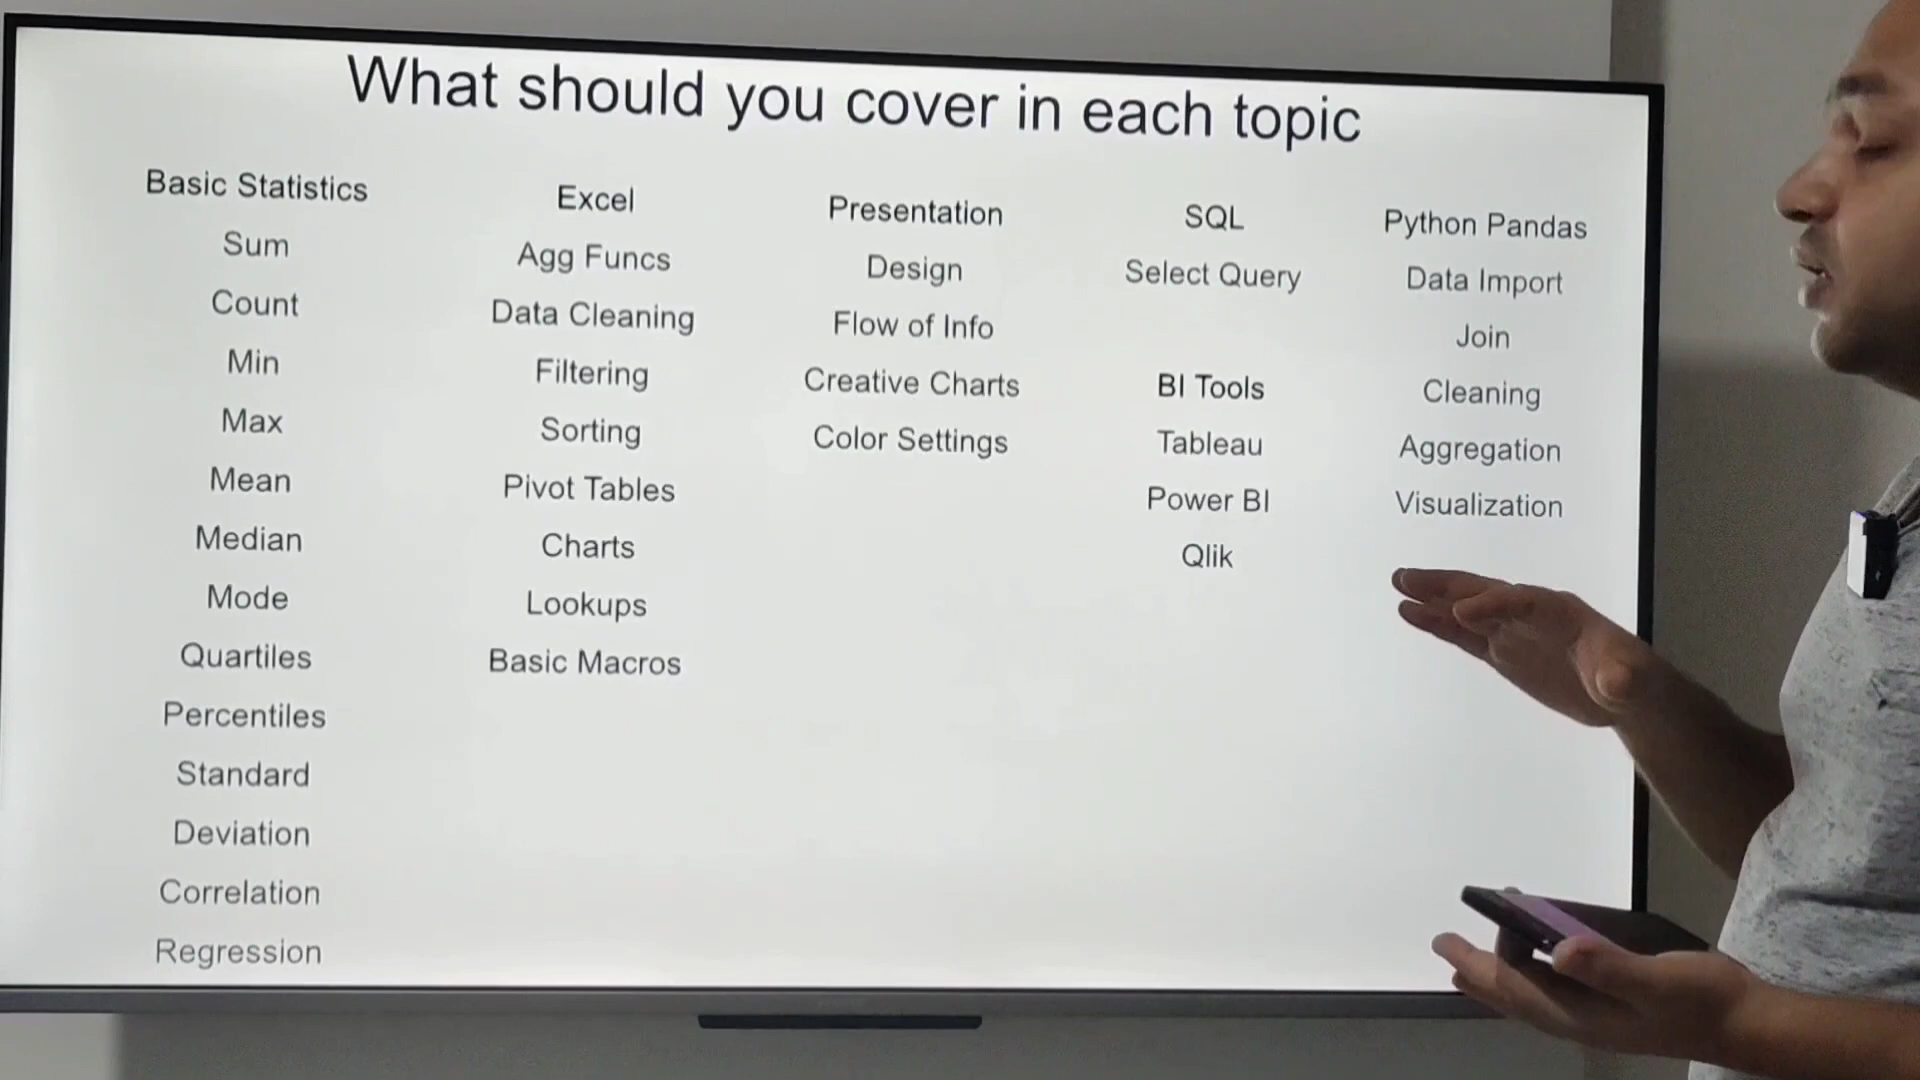 What should you cover in each topic
Basic Statistics
Sum
Count
Min
Max
Mean
Median
Mode
Quartiles
Percentiles
Standard
Deviation
Correlation
Regression
Excel
Agg Funcs
Data Cleaning
Filtering
Sorting
Pivot Tables
Charts
Lookups
Basic Macros
Presentation
Design
Flow of Info
Creative Charts
Color Settings
SQL
Select Query
BI Tools
Tableau
Power BI
Qlik
Python Pandas
Data Import
Join
Cleaning
Aggregation
Visualization